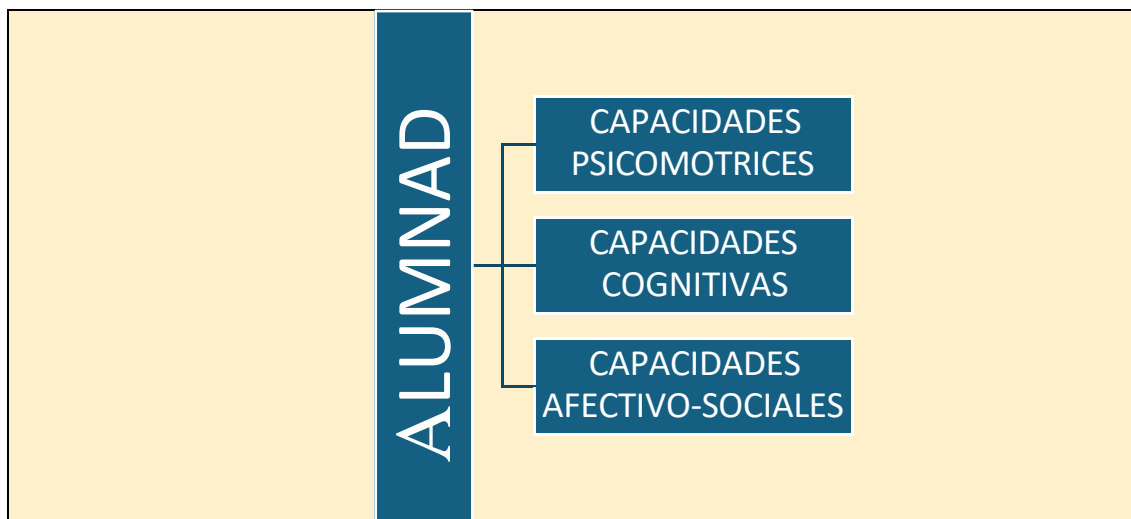 ALUMNAD
CAPACIDADES
PSICOMOTRICES
CAPACIDADES
COGNITIVAS
CAPACIDADES
AFECTIVO-SOCIALES